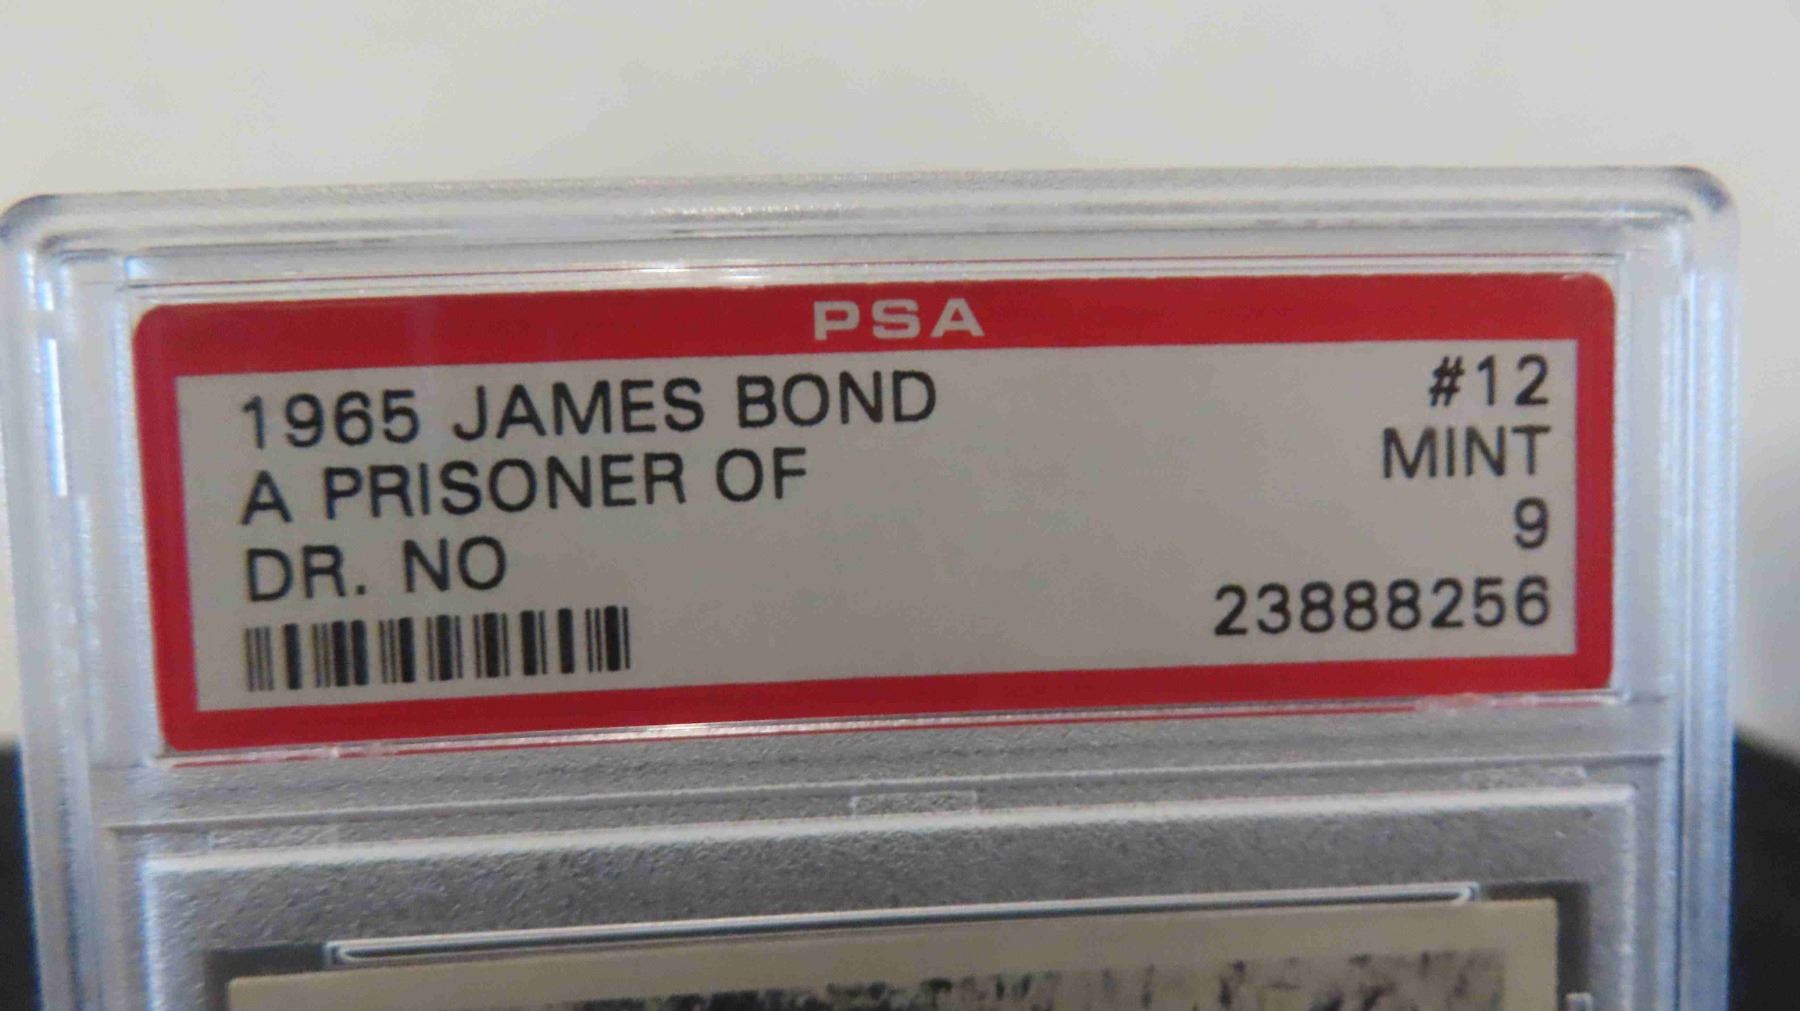 PSA
1965 JAMES BOND #12
A PRISONER OF MINT
DR. NO 9
23888256